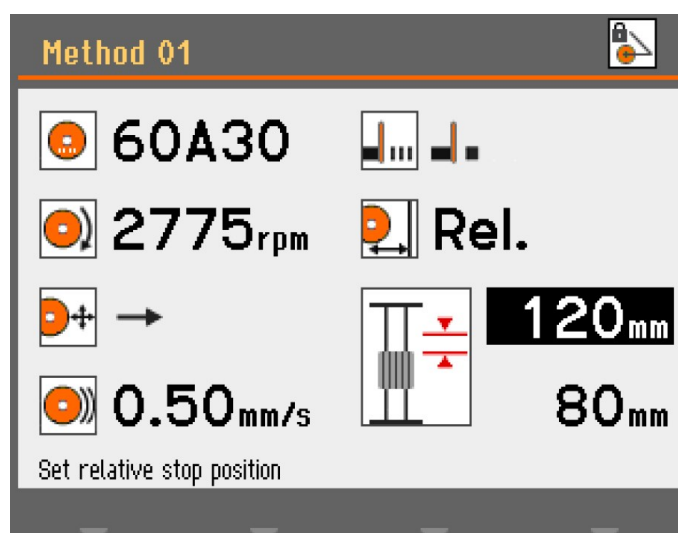 Method 01
60A30
2775rpm
Rel.
120mm
0.50mm/s
80mm
Set relative stop position